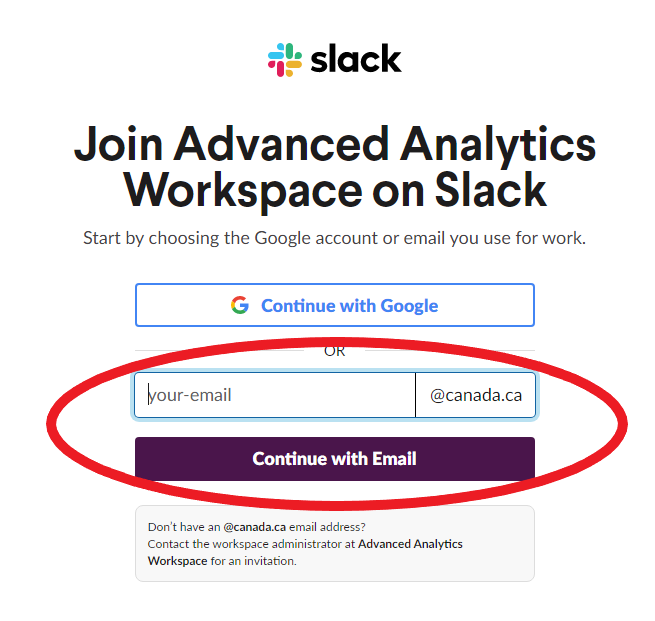 slack
Join Advanced Analytics
Workspace on Slack
Start by choosing the Google account or email you use for work.
Continue with Google
OR
your-email @canada.ca
Continue with Email
Don't have an @canada.ca email address?
Contact the workspace administrator at Advanced Analytics
Workspace for an invitation.